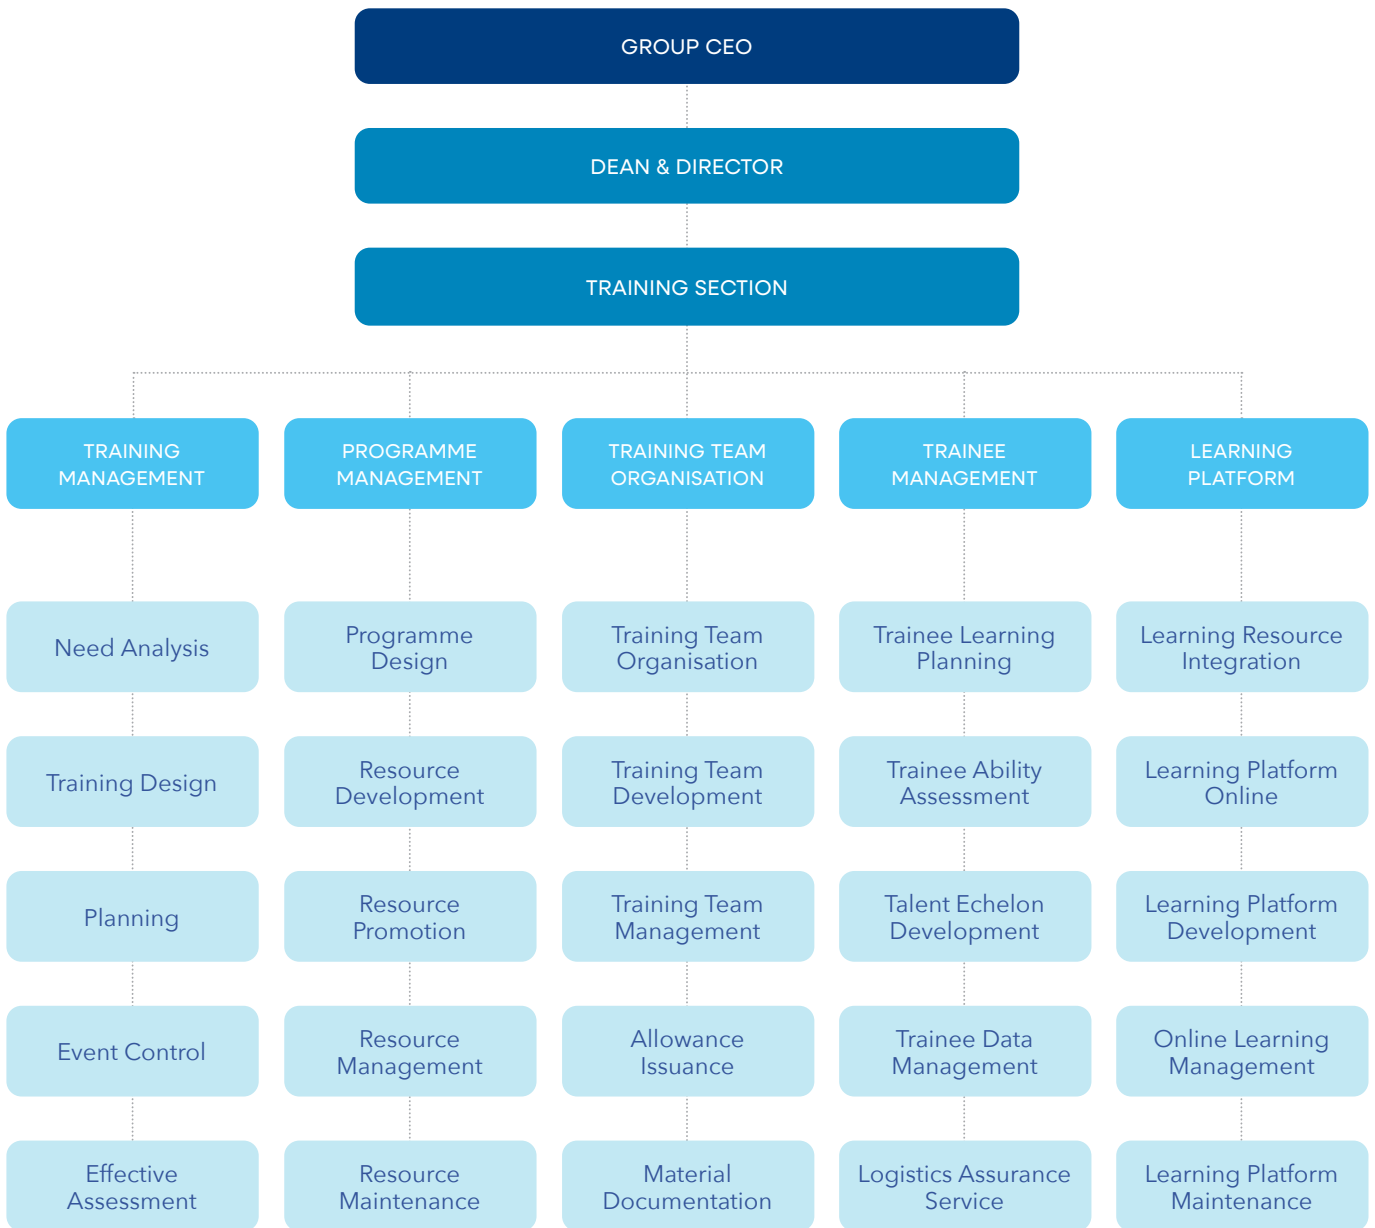 GROUP CEO
DEAN & DIRECTOR
TRAINING SECTION
TRAINING
MANAGEMENT
PROGRAMME
MANAGEMENT
TRAINING TEAM
ORGANISATION
TRAINEE
MANAGEMENT
LEARNING
PLATFORM
Need Analysis
Programme
Design
Training Team
Organisation
Trainee Learning
Planning
Learning Resource
Integration
Training Design
Resource
Development
Training Team
Development
Trainee Ability
Assessment
Learning Platform
Online
Planning
Resource
Promotion
Training Team
Management
Talent Echelon
Development
Learning Platform
Development
Event Control
Resource
Management
Allowance
Issuance
Trainee Data
Management
Online Learning
Management
Effective
Assessment
Resource
Maintenance
Material
Documentation
Logistics Assurance
Service
Learning Platform
Maintenance